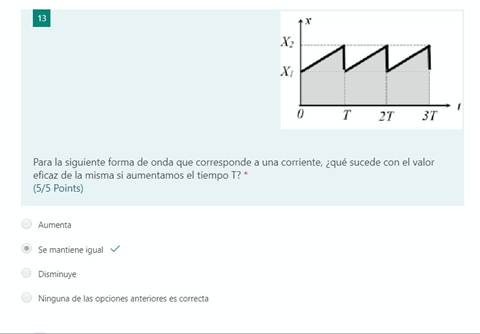 13
x
X2
X1
0 T 2T 3T t
Para la siguiente forma de onda que corresponde a una corriente, ¿qué sucede con el valor
eficaz de la misma si aumentamos el tiempo T? *
(5/5 Points)
Aumenta
Se mantiene igual
Disminuye
Ninguna de las opciones anteriores es correcta